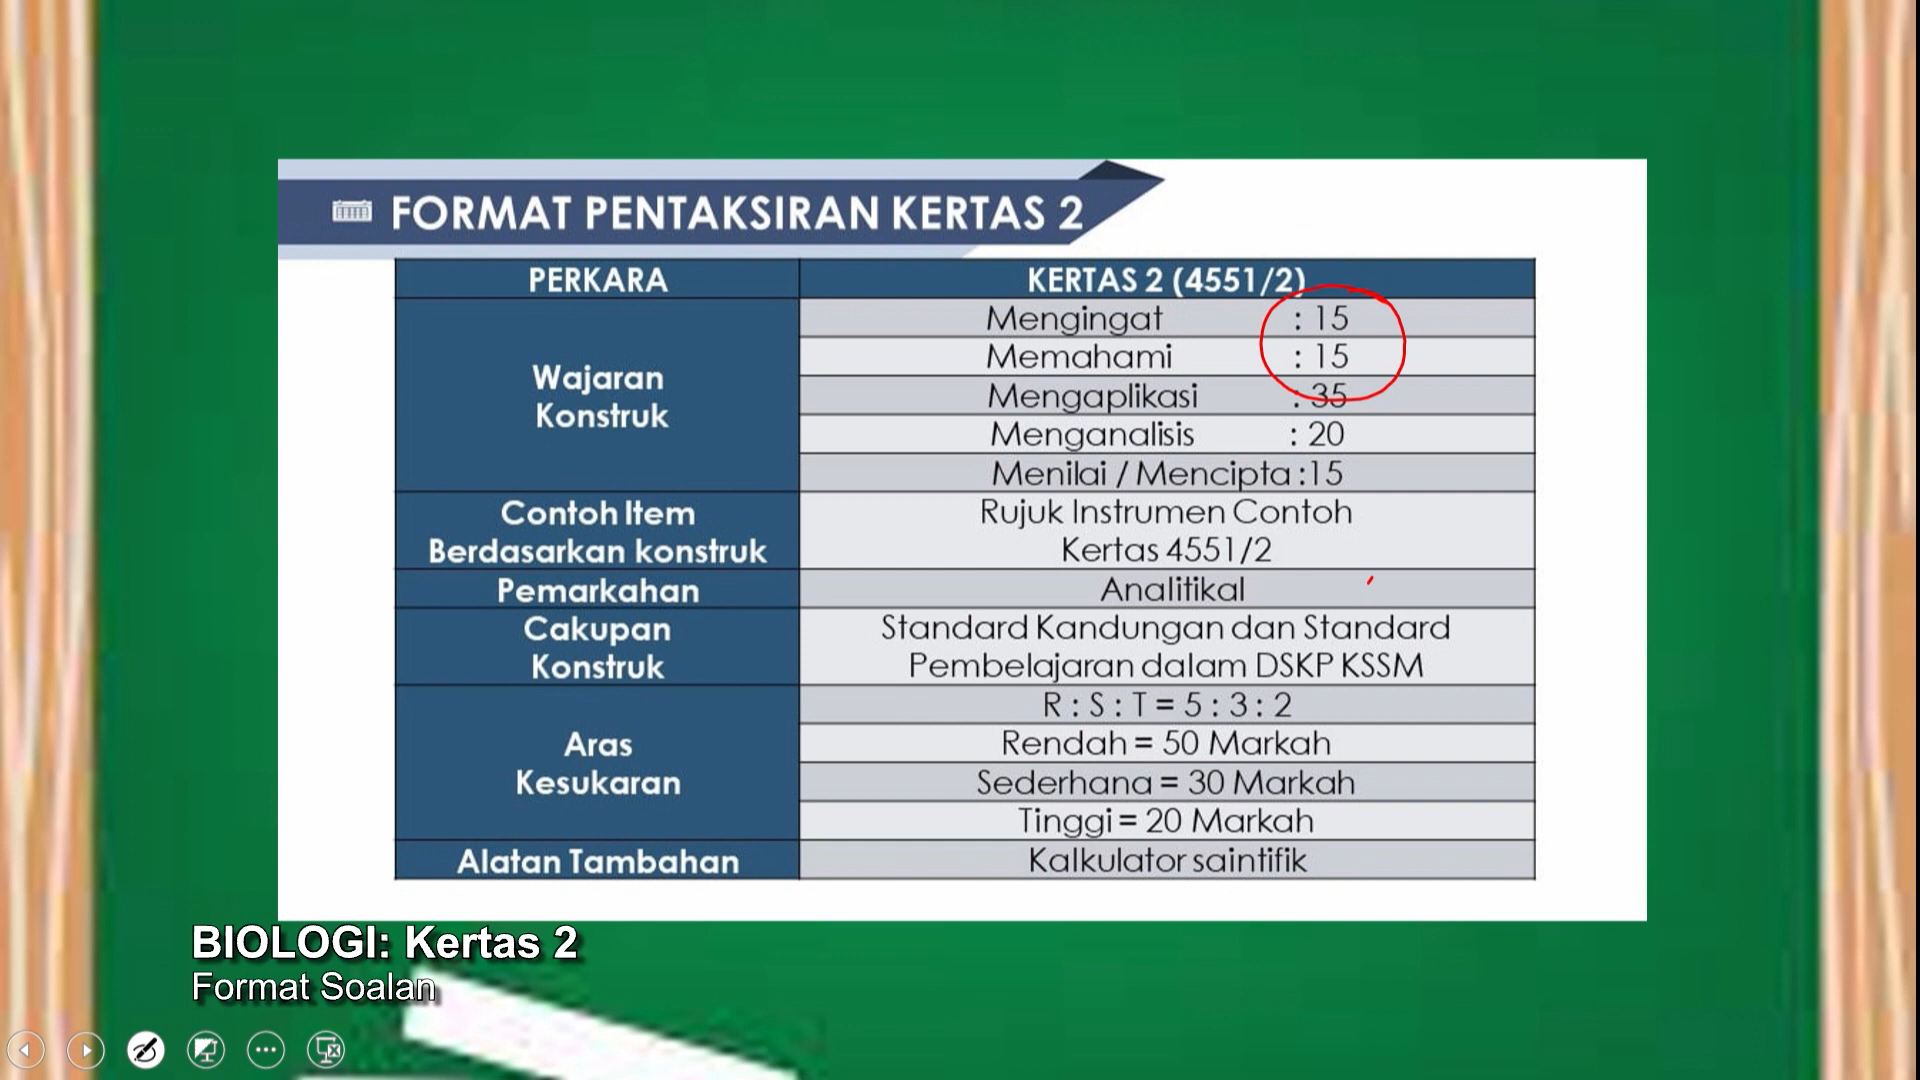 FORMAT PENTAKSIRAN KERTAS 2
PERKARA KERTAS 2 (4551/2)
Wajaran Konstruk
Mengingat : 15
Memahami : 15
Mengaplikasi : 35
Menganalisis : 20
Menilai / Mencipta :15
Contoh Item
Berdasarkan konstruk
Rujuk Instrumen Contoh
Kertas 4551/2
Pemarkahan Analitikal
Cakupan
Konstruk
Standard Kandungan dan Standard
Pembelajaran dalam DSKP KSSM
Aras
Kesukaran
R : S : T = 5 : 3 : 2
Rendah = 50 Markah
Sederhana = 30 Markah
Tinggi = 20 Markah
Alatan Tambahan Kalkulator saintifik
BIOLOGI: Kertas 2
Format Soalan